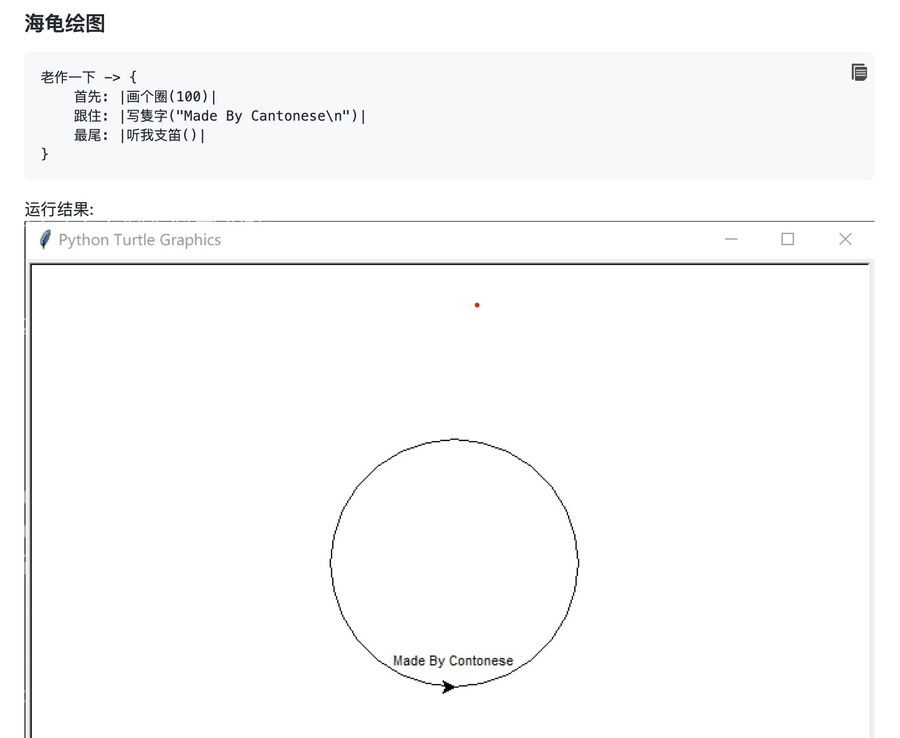 海龟绘图
老作一下 -> {
    首先: |画个圈(100)|
    跟住: |写隻字("Made By Cantonese\n")|
    最尾: |听我支笛()|
}
运行结果:
Python Turtle Graphics
Made By Contonese